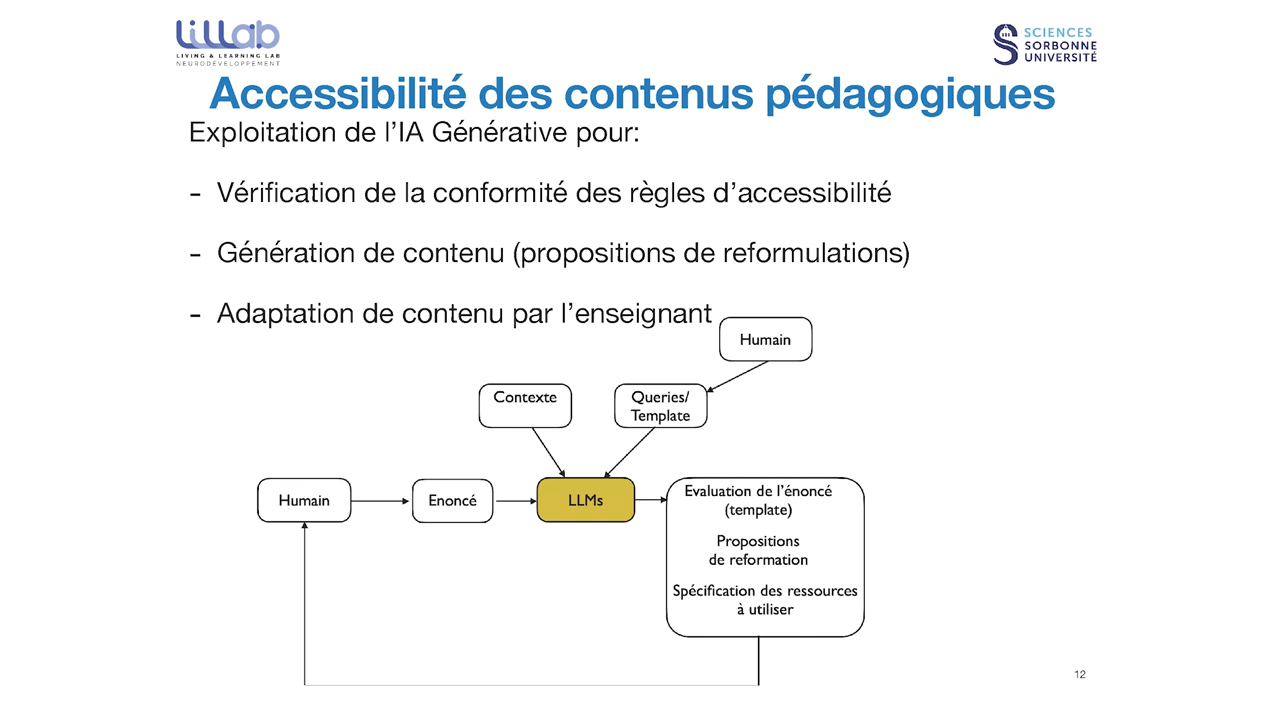 LiLLab
LIVING & LEARNING LAB
NEURODÉVELOPPEMENT
SCIENCES
SORBONNE
UNIVERSITÉ
Accessibilité des contenus pédagogiques
Exploitation de l’IA Générative pour:
- Vérification de la conformité des règles d’accessibilité
- Génération de contenu (propositions de reformulations)
- Adaptation de contenu par l’enseignant
Humain
Contexte
Queries/
Template
Humain
Enoncé
LLMs
Evaluation de l’énoncé
(template)
Propositions
de reformation
Spécification des ressources
à utiliser
12